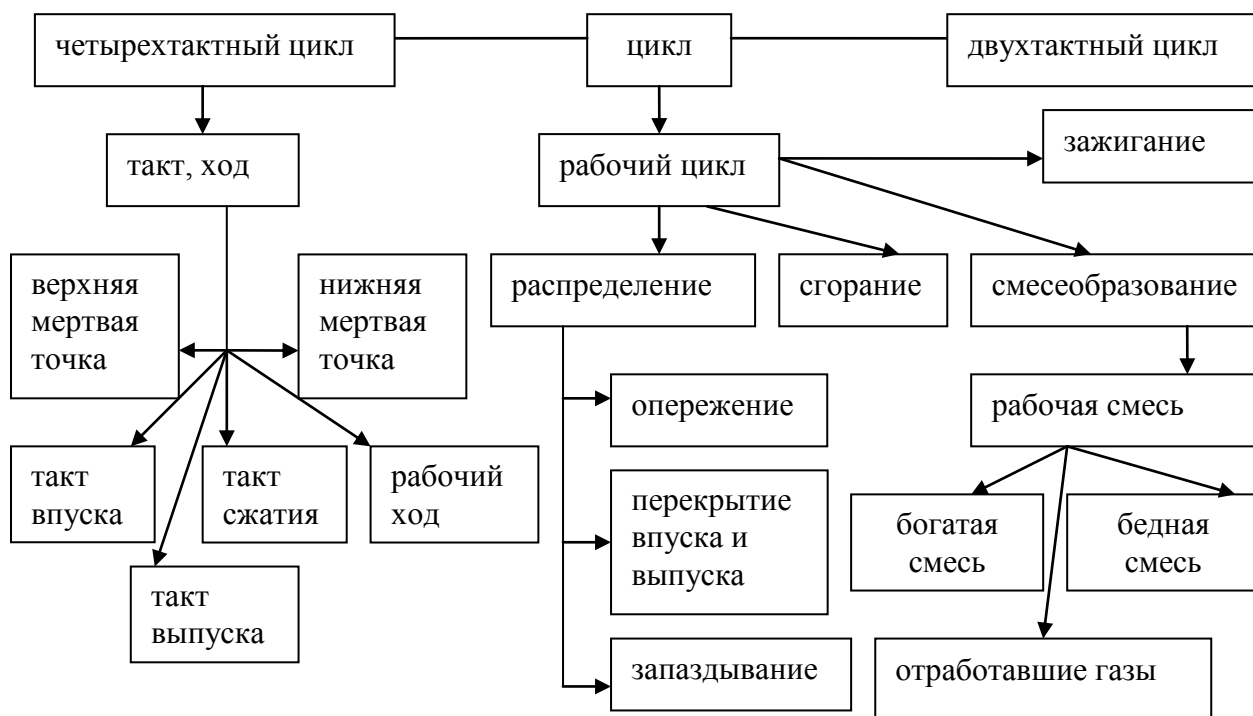 четырехтактный цикл
цикл
двухтактный цикл
такт, ход
рабочий цикл
зажигание
верхняя
мертвая
точка
нижняя
мертвая
точка
распределение
сгорание
смесеобразование
опережение
рабочая смесь
такт
впуска
такт
сжатия
рабочий
ход
перекрытие
впуска и
выпуска
богатая
смесь
бедная
смесь
такт
выпуска
запаздывание
отработавшие газы